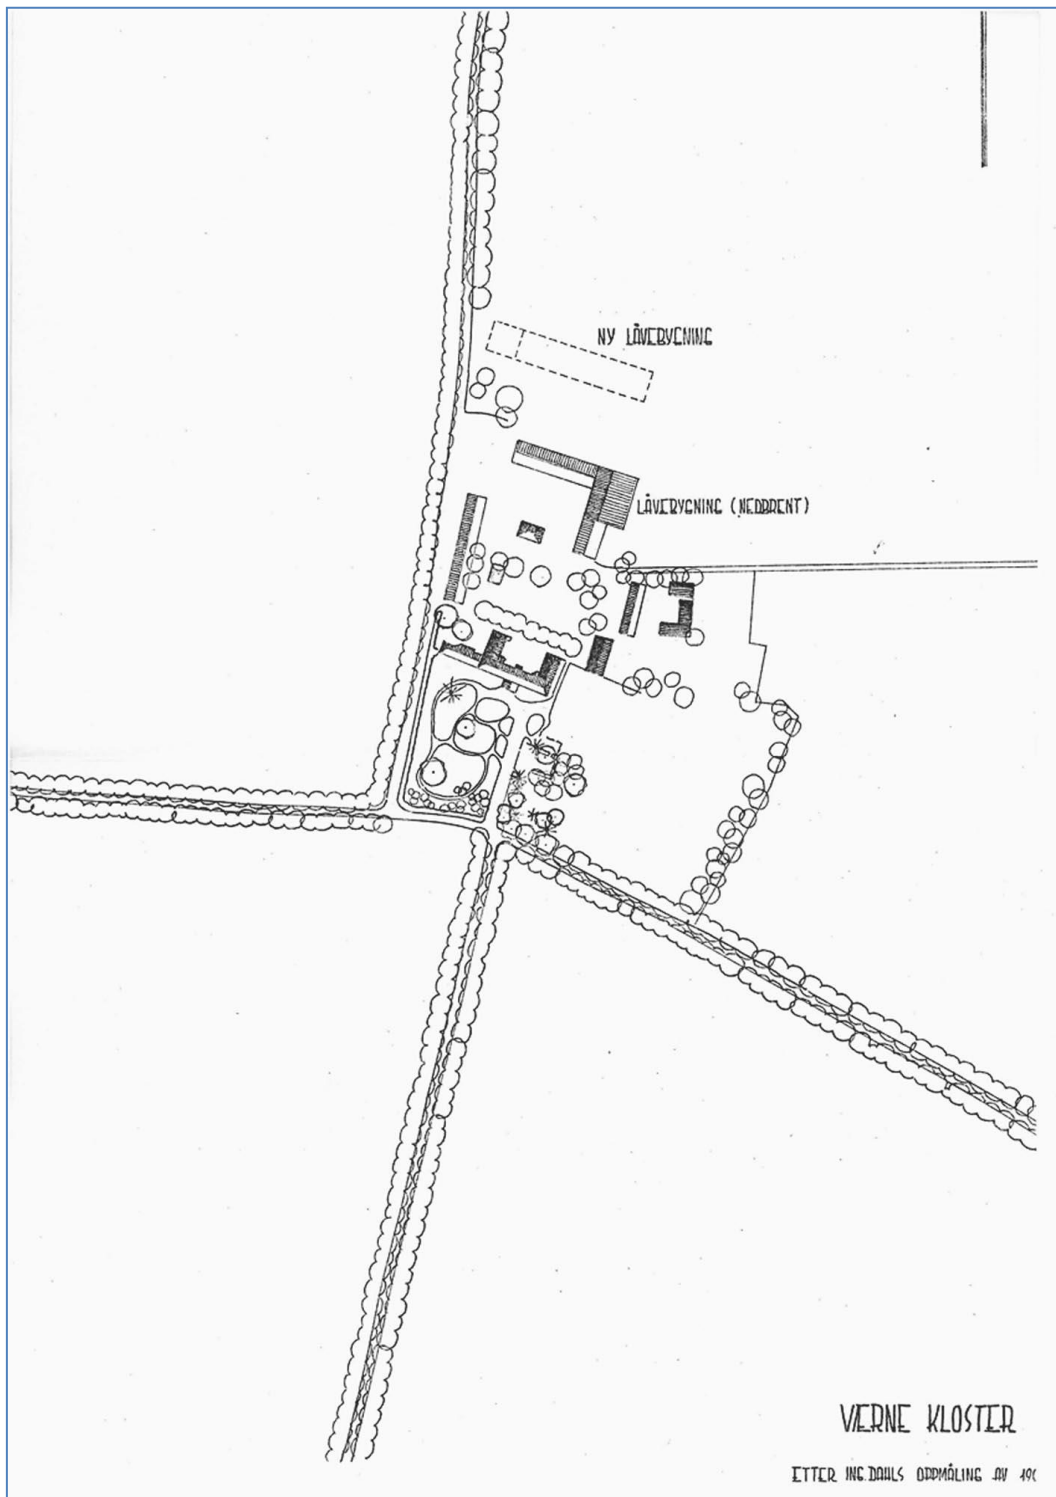 NY LÅVEBYGNING
LÅVEBYGNING (NEDBRENT)
VÆRNE KLOSTER
ETTER ING. DAHLS OPPMÅLING AV